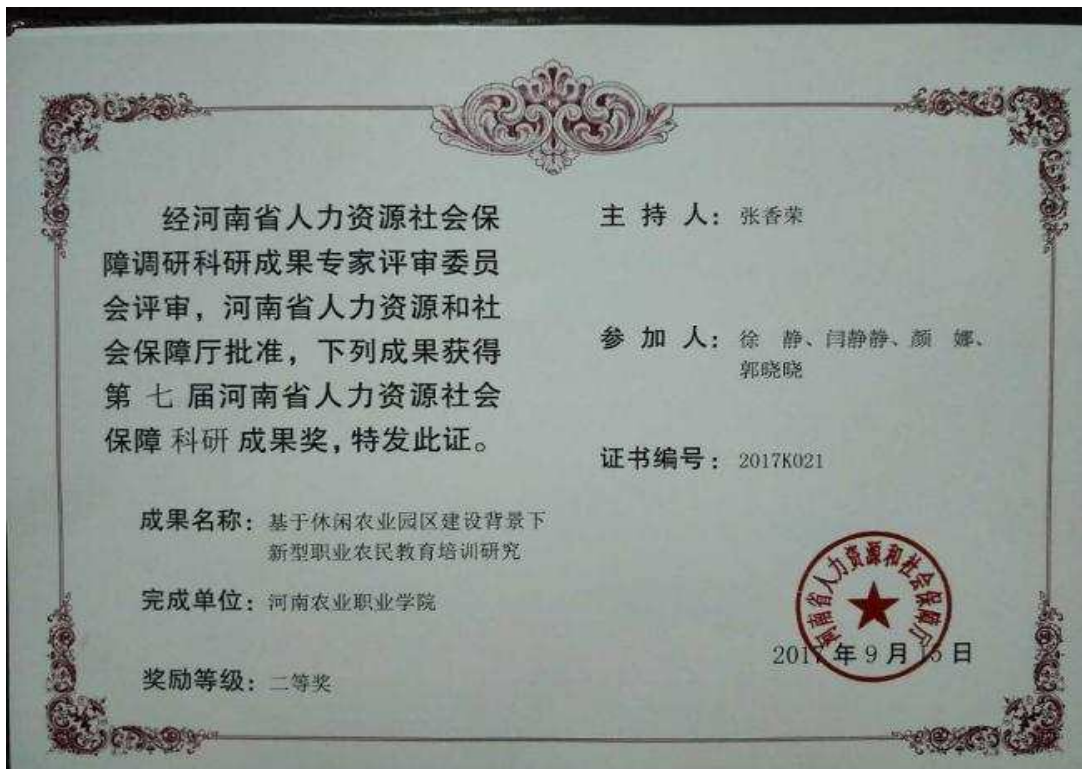 经河南省人力资源社会保
障调研科研成果专家评审委员
会评审，河南省人力资源和社
会保障厅批准，下列成果获得
第 七 届河南省人力资源社会
保障 科研 成果奖，特发此证。
成果名称：基于休闲农业园区建设背景下
新型职业农民教育培训研究
完成单位：河南农业职业学院
奖励等级：二等奖
主 持 人：张香荣
参 加 人：徐　静、闫静静、颜　娜、
郭晓晓
证书编号：2017K021
河南省人力资源和社会保障厅
2017 年 9 月 15 日